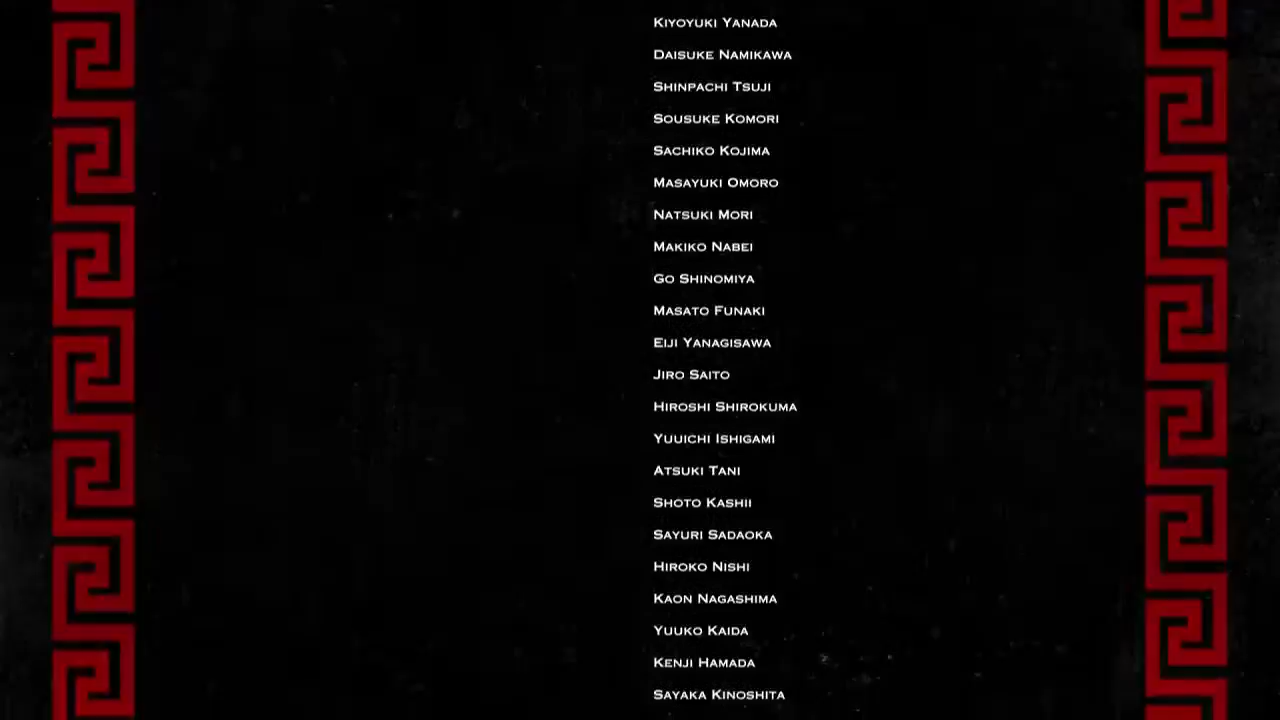 Kiyoyuki Yanada
Daisuke Namikawa
Shinpachi Tsuji
Sousuke Komori
Sachiko Kojima
Masayuki Omoro
Natsuki Mori
Makiko Nabei
Go Shinomiya
Masato Funaki
Eiji Yanagisawa
Jiro Saito
Hiroshi Shirokuma
Yuuichi Ishigami
Atsuki Tani
Shoto Kashii
Sayuri Sadaoka
Hiroko Nishi
Kaon Nagashima
Yuuko Kaida
Kenji Hamada
Sayaka Kinoshita